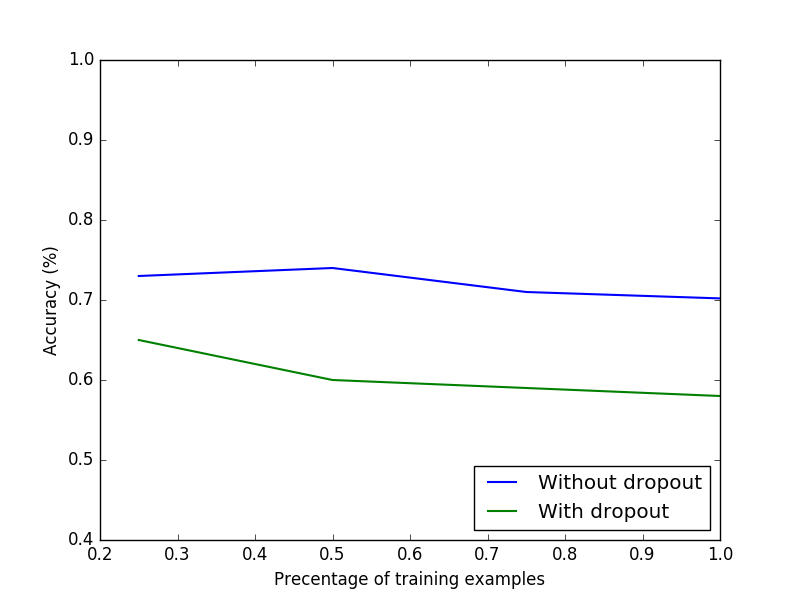 1.0
0.9
0.8
0.7
0.6
0.5
0.4
Accuracy (%)
0.2 0.3 0.4 0.5 0.6 0.7 0.8 0.9 1.0
Precentage of training examples
Without dropout
With dropout